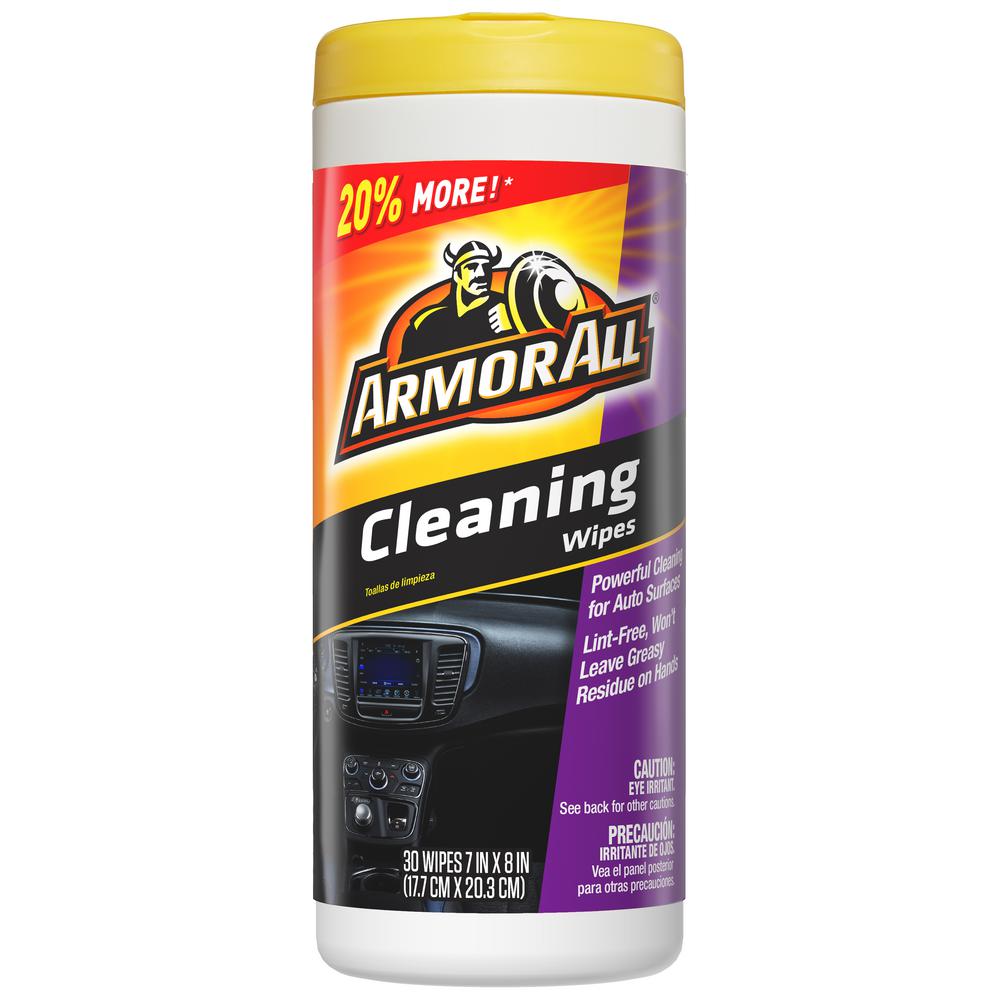 20% MORE!*
ARMOR ALL®
Cleaning
Wipes
Toallas de limpieza
Powerful Cleaning
for Auto Surfaces
Lint-Free, Won't
Leave Greasy
Residue on Hands
CAUTION:
EYE IRRITANT.
See back for other cautions.
PRECAUCIÓN:
IRRITANTE DE OJOS.
Vea el panel posterior
para otras precauciones.
30 WIPES 7 IN X 8 IN
(17.7 CM X 20.3 CM)